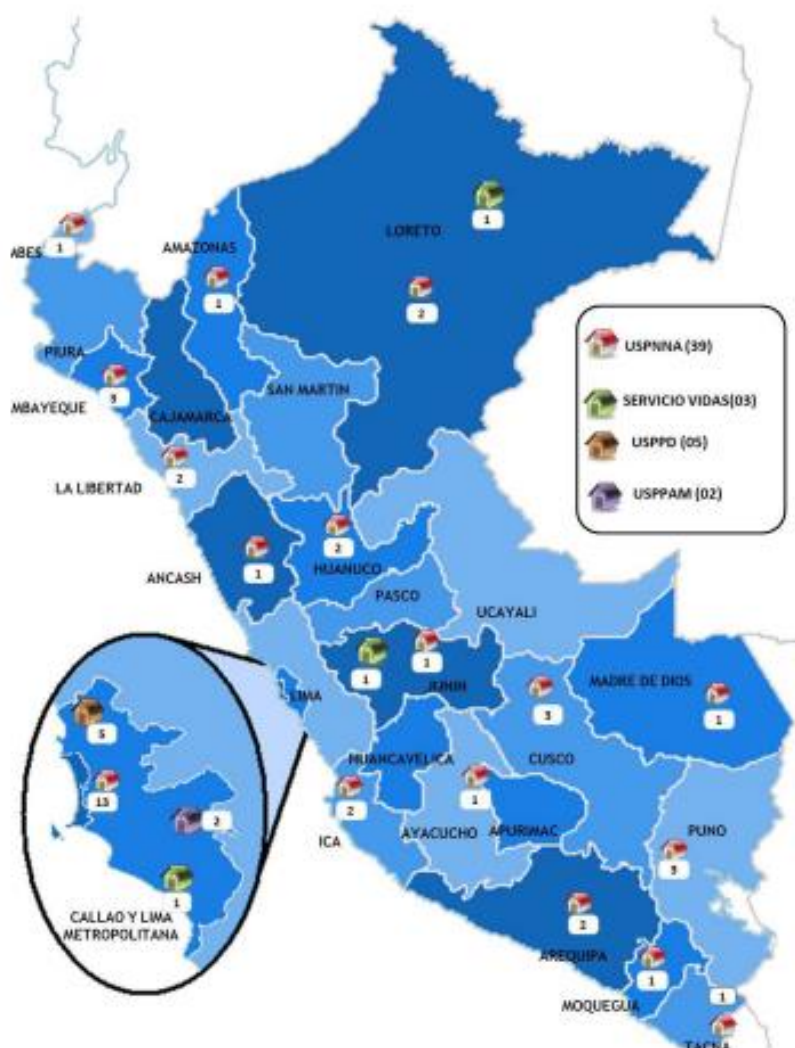 1
LORETO
AMAZONAS
1
MBES
1
2
USPNNA (39)
PIURA
3
SAN MARTIN
MBAYEQUE
CAJAMARCA
SERVICIO VIDAS(03)
USPPD (05)
LA LIBERTAD
2
USPPAM (02)
2
HUANUCO
ANCASH
1
PASCO
UCAYALI
1
1
JUNIN
MADRE DE DIOS
1
LIMA
3
5
HUANCAVELICA
CUSCO
13
2
2
ICA
1
AYACUCHO
APURIMAC
PUNO
3
1
CALLAO Y LIMA
METROPOLITANA
2
AREQUIPA
1
MOQUEGUA
1
TACNA